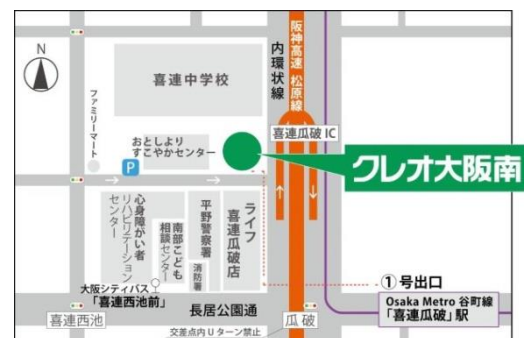 N
喜連中学校
ファミリーマート
おとしより
すこやかセンター
P
内環状線
阪神高速 松原線
喜連瓜破 IC
クレオ大阪南
心身障がい者
リハビリテーション
センター
南部こども
相談センター
平野警察署
消防署
ライフ
喜連瓜破店
大阪シティバス
「喜連西池前」
長居公園通
①号出口
Osaka Metro 谷町線
「喜連瓜破」駅
喜連西池
交差点内 U ターン禁止
瓜 破